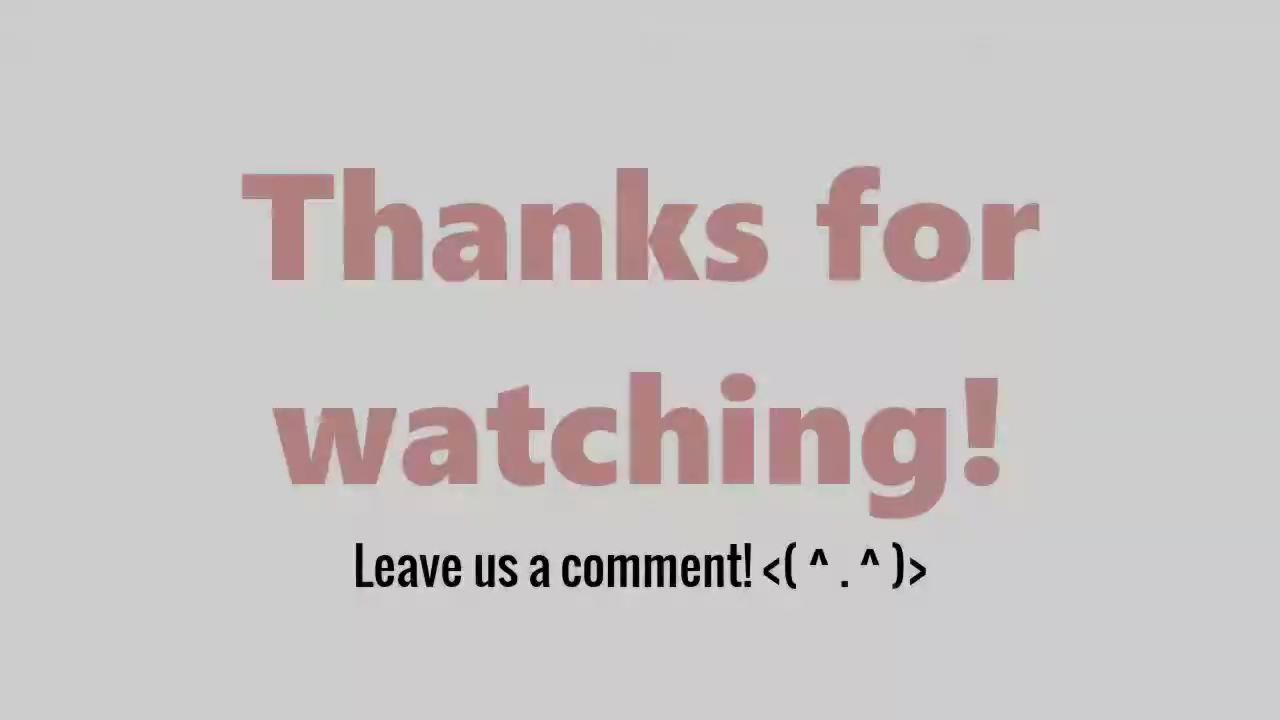 Thanks for
watching!
Leave us a comment! <( ^ . ^ )>